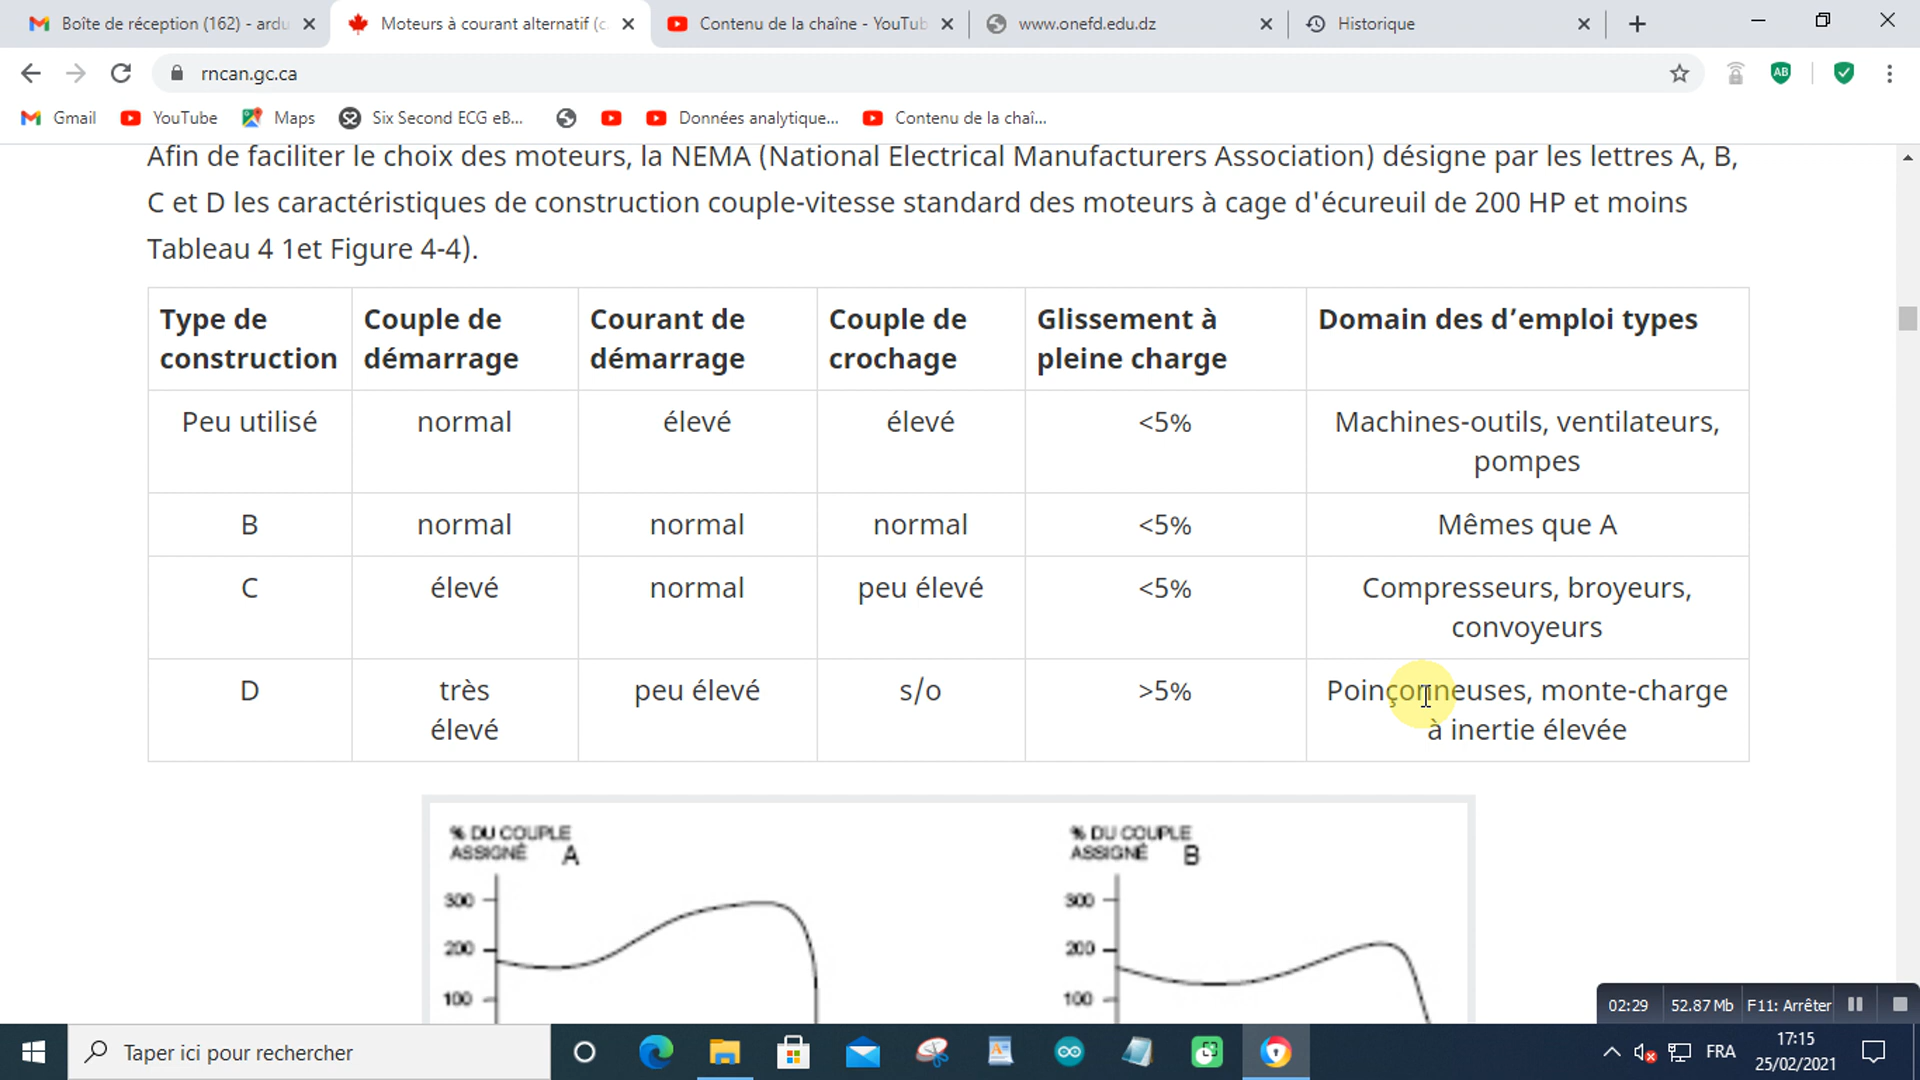 Boîte de réception (162) - ardu
Moteurs à courant alternatif (c
Contenu de la chaîne - YouTub
www.onefd.edu.dz
Historique
rncan.gc.ca
AB
Gmail
YouTube
Maps
Six Second ECG eB...
Données analytique...
Contenu de la chaî...
Afin de faciliter le choix des moteurs, la NEMA (National Electrical Manufacturers Association) désigne par les lettres A, B,
C et D les caractéristiques de construction couple-vitesse standard des moteurs à cage d'écureuil de 200 HP et moins
Tableau 4 1et Figure 4-4).
Type de construction Couple de démarrage Courant de démarrage Couple de crochage Glissement à pleine charge Domain des d’emploi types
Peu utilisé normal élevé élevé <5% Machines-outils, ventilateurs, pompes
B normal normal normal <5% Mêmes que A
C élevé normal peu élevé <5% Compresseurs, broyeurs, convoyeurs
D très élevé peu élevé s/o >5% Poinçonneuses, monte-charge à inertie élevée
% DU COUPLE
ASSIGNÉ A
300
200
100
% DU COUPLE
ASSIGNÉ B
300
200
100
02:29 52.87 Mb F11: Arrêter
Taper ici pour rechercher
FRA
17:15
25/02/2021